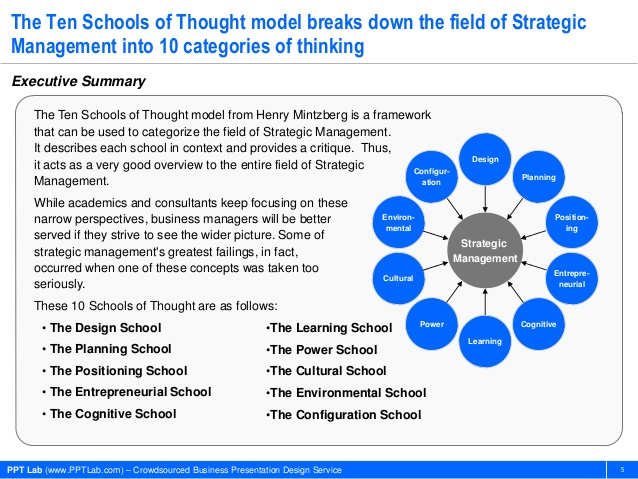 The Ten Schools of Thought model breaks down the field of Strategic
Management into 10 categories of thinking
Executive Summary
The Ten Schools of Thought model from Henry Mintzberg is a framework
that can be used to categorize the field of Strategic Management.
It describes each school in context and provides a critique.  Thus,
it acts as a very good overview to the entire field of Strategic
Management.
While academics and consultants keep focusing on these
narrow perspectives, business managers will be better
served if they strive to see the wider picture. Some of
strategic management's greatest failings, in fact,
occurred when one of these concepts was taken too
seriously.
These 10 Schools of Thought are as follows:
• The Design School
• The Planning School
• The Positioning School
• The Entrepreneurial School
• The Cognitive School
•The Learning School
•The Power School
•The Cultural School
•The Environmental School
•The Configuration School
Design
Planning
Position-
ing
Entrepre-
neurial
Cognitive
Learning
Power
Cultural
Environ-
mental
Configur-
ation
Strategic
Management
PPT Lab (www.PPTLab.com) – Crowdsourced Business Presentation Design Service
5